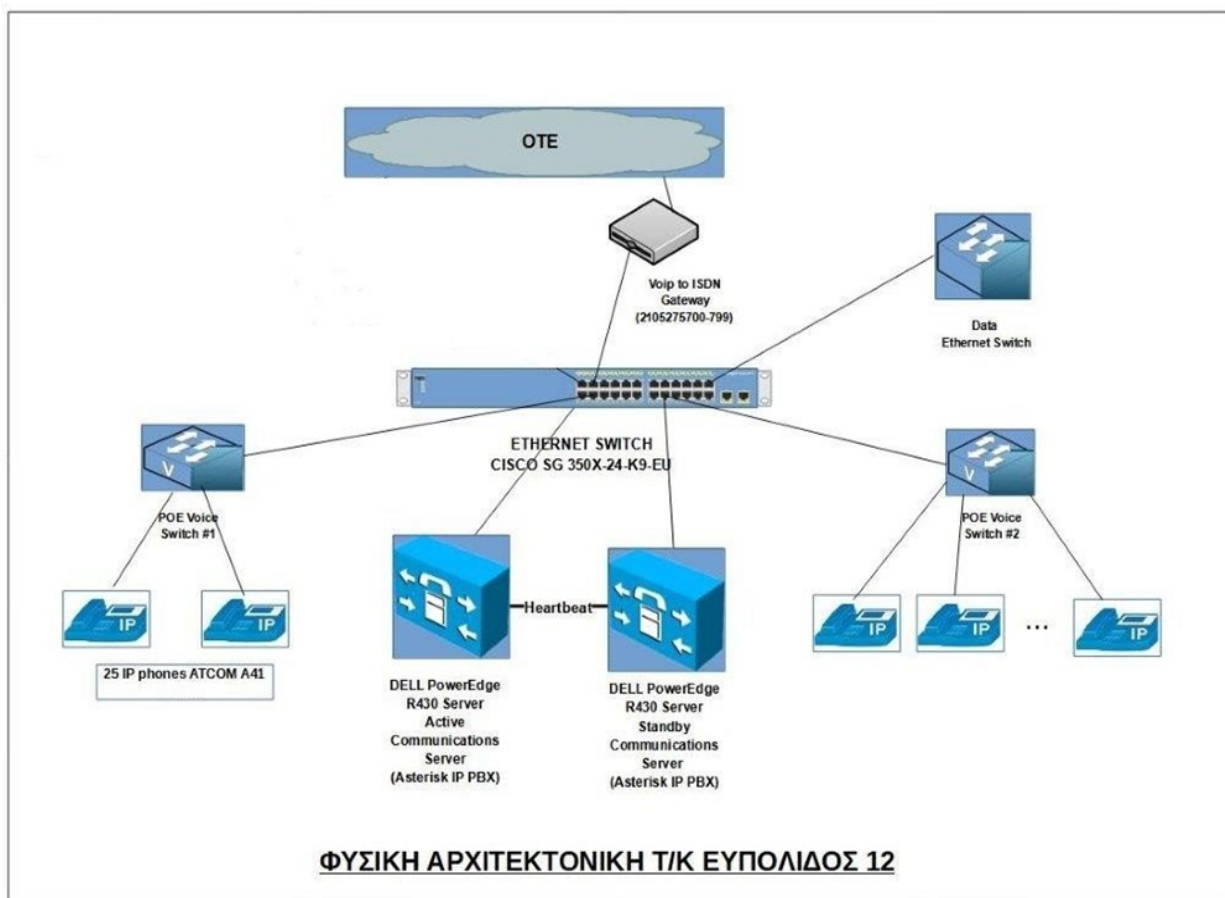 OTE
Voip to ISDN
Gateway
(2105275700-799)
Data
Ethernet Switch
ETHERNET SWITCH
CISCO SG 350X-24-K9-EU
V
POE Voice
Switch #1
V
POE Voice
Switch #2
IP
IP
25 IP phones ATCOM A41
Heartbeat
DELL PowerEdge
R430 Server
Active
Communications
Server
(Asterisk IP PBX)
DELL PowerEdge
R430 Server
Standby
Communications
Server
(Asterisk IP PBX)
IP
IP
...
IP
ΦΥΣΙΚΗ ΑΡΧΙΤΕΚΤΟΝΙΚΗ Τ/Κ ΕΥΠΟΛΙΔΟΣ 12